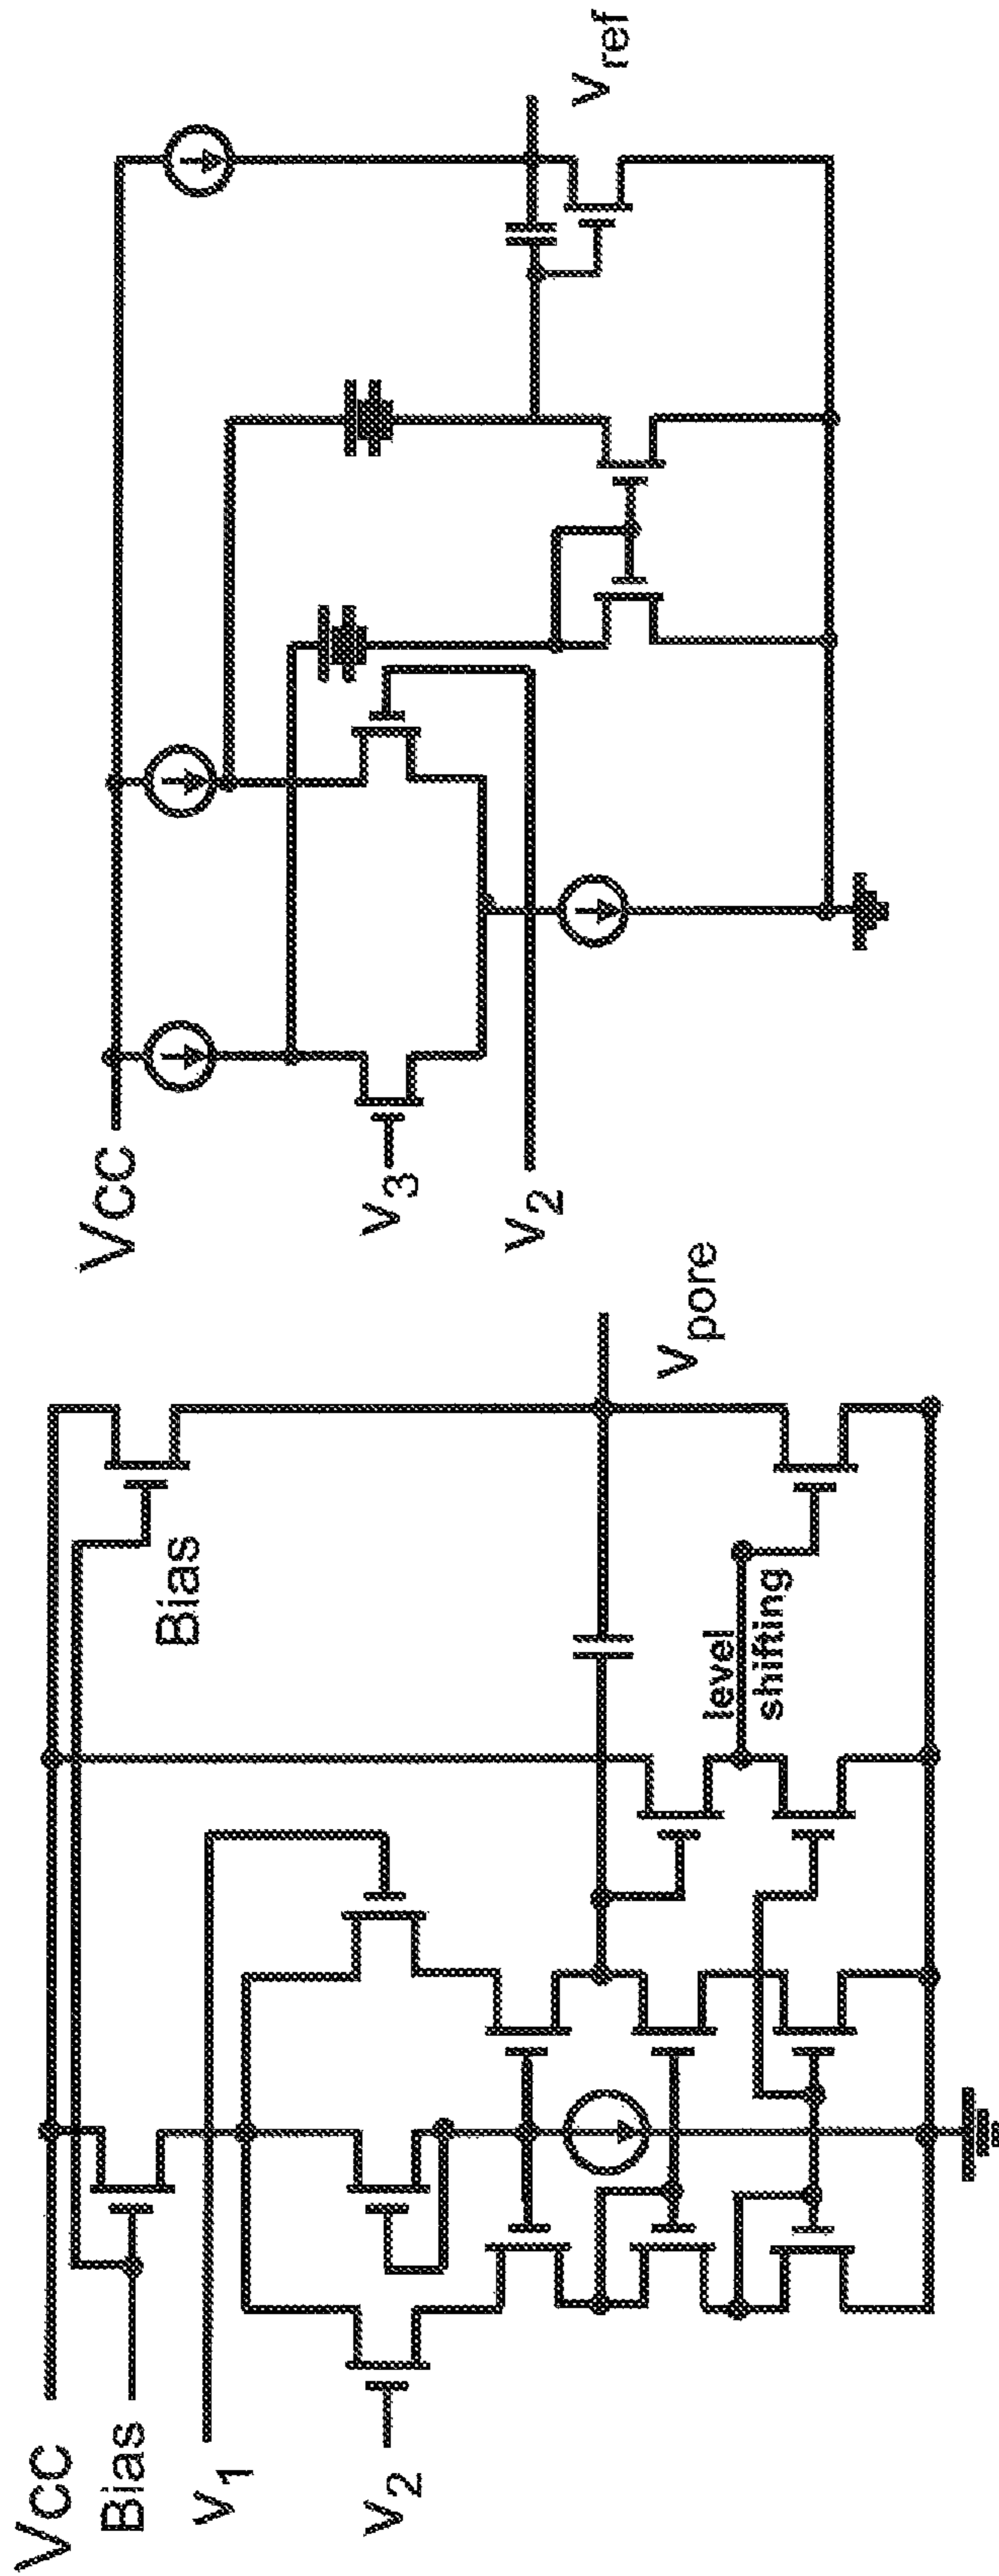 Vcc
Bias
v1
v2
Bias
level
shifting
vpore
Vcc
v3
v2
vref